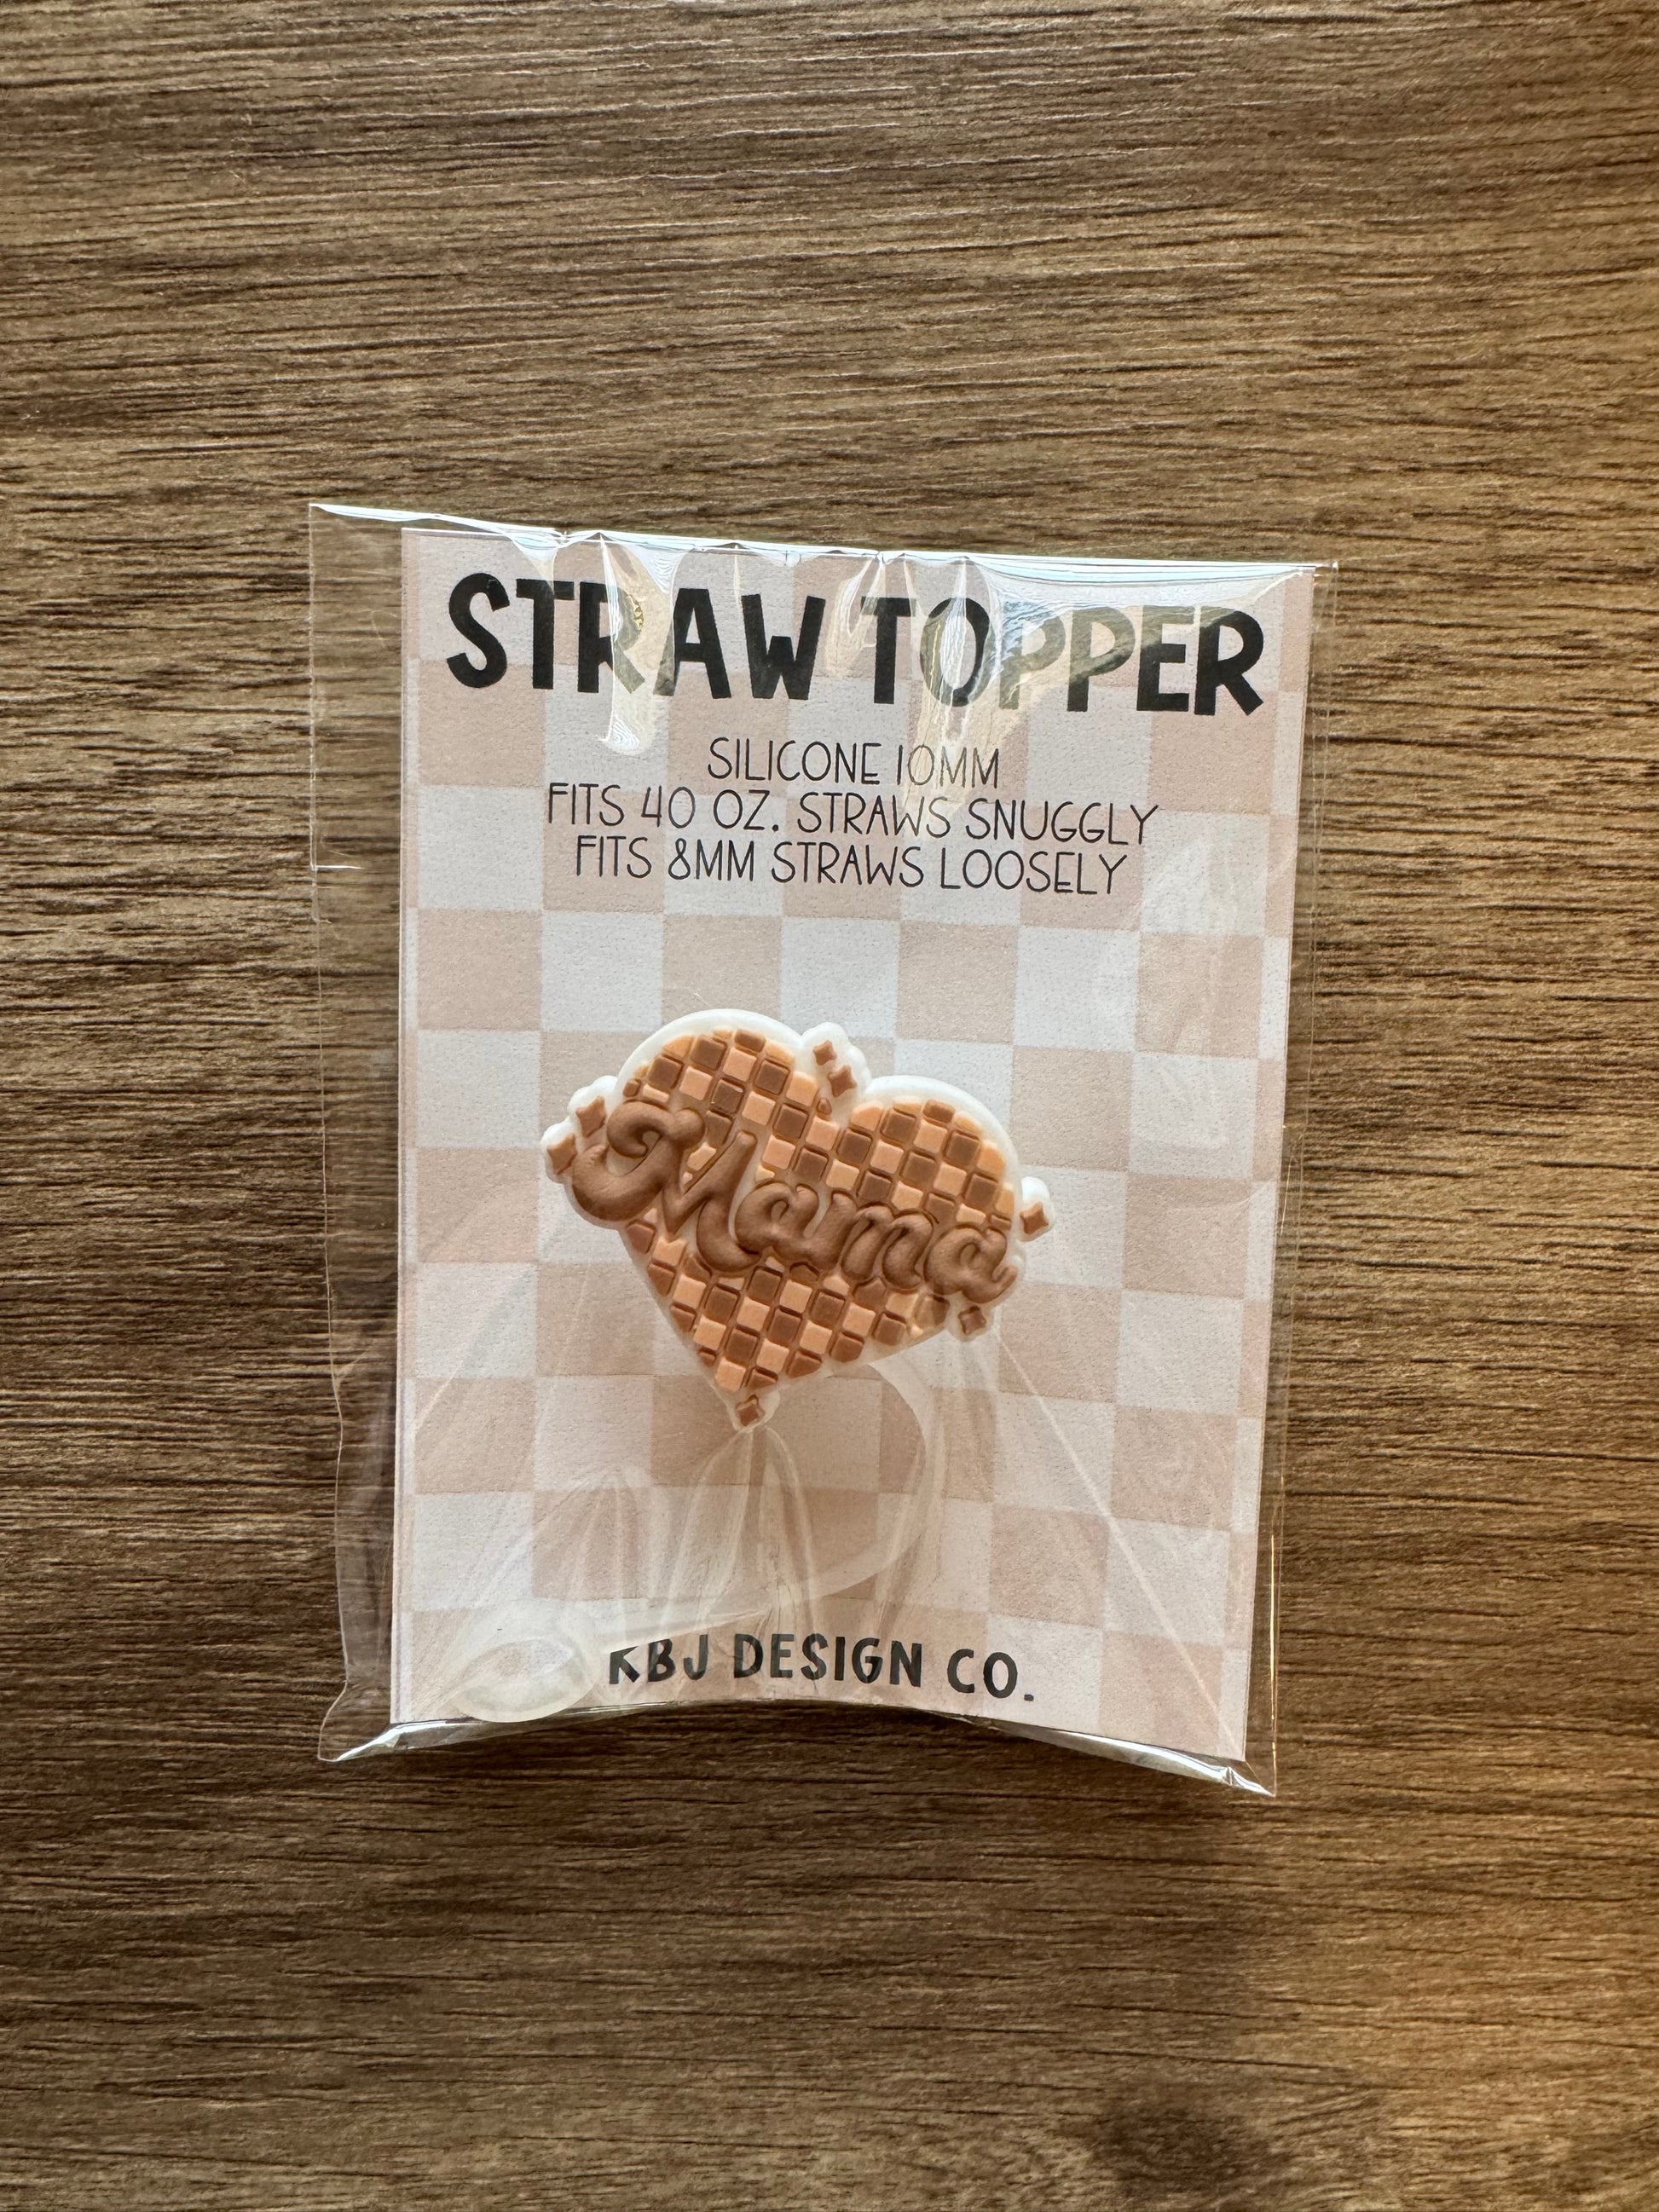 STRAW TOPPER
SILICONE 10MM
FITS 40 OZ. STRAWS SNUGGLY
FITS 8MM STRAWS LOOSELY
Mama
KBJ DESIGN CO.